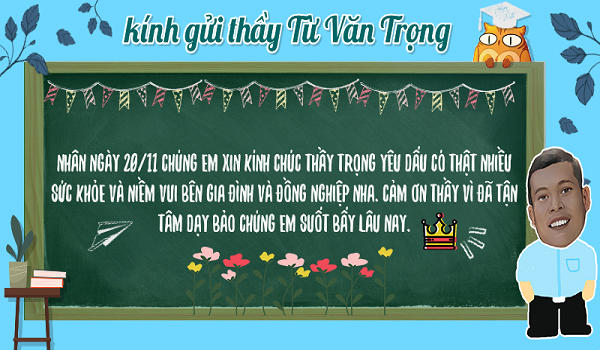 kính gửi thầy Từ Văn Trọng
NHÂN NGÀY 20/11 CHÚNG EM XIN KÍNH CHÚC THẦY TRỌNG YÊU DẤU CÓ THẬT NHIỀU
SỨC KHỎE VÀ NIỀM VUI BÊN GIA ĐÌNH VÀ ĐỒNG NGHIỆP NHA. CẢM ƠN THẦY VÌ ĐÃ TẬN
TÂM DẠY BẢO CHÚNG EM SUỐT BẤY LÂU NAY.